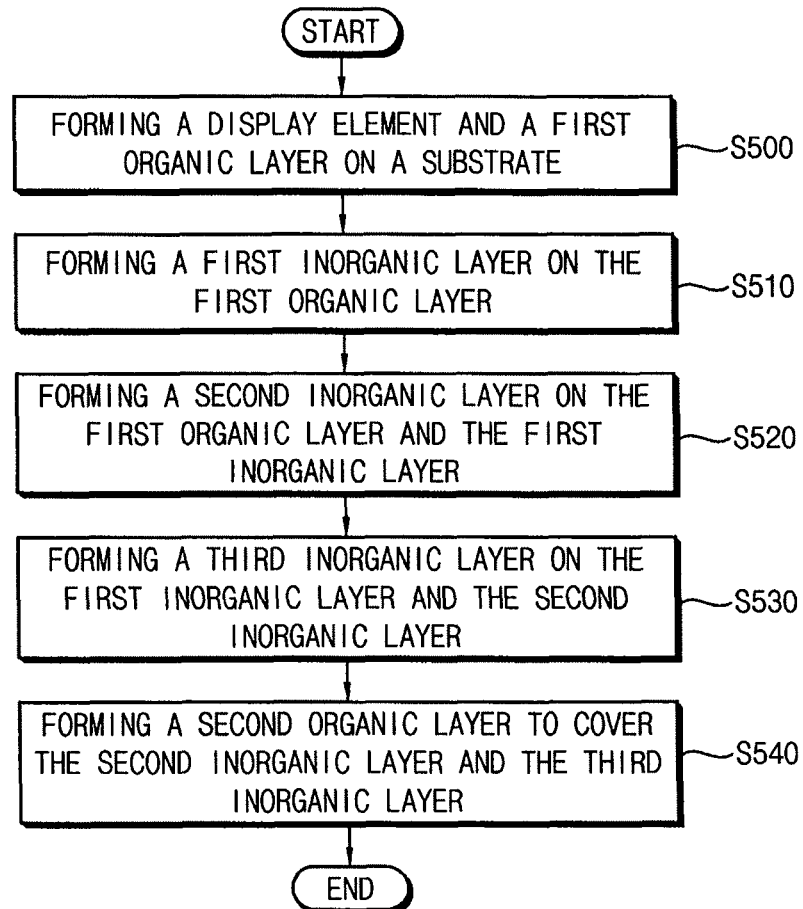 START
FORMING A DISPLAY ELEMENT AND A FIRST
ORGANIC LAYER ON A SUBSTRATE
S500
FORMING A FIRST INORGANIC LAYER ON THE
FIRST ORGANIC LAYER
S510
FORMING A SECOND INORGANIC LAYER ON THE
FIRST ORGANIC LAYER AND THE FIRST
INORGANIC LAYER
S520
FORMING A THIRD INORGANIC LAYER ON THE
FIRST INORGANIC LAYER AND THE SECOND
INORGANIC LAYER
S530
FORMING A SECOND ORGANIC LAYER TO COVER
THE SECOND INORGANIC LAYER AND THE THIRD
INORGANIC LAYER
S540
END